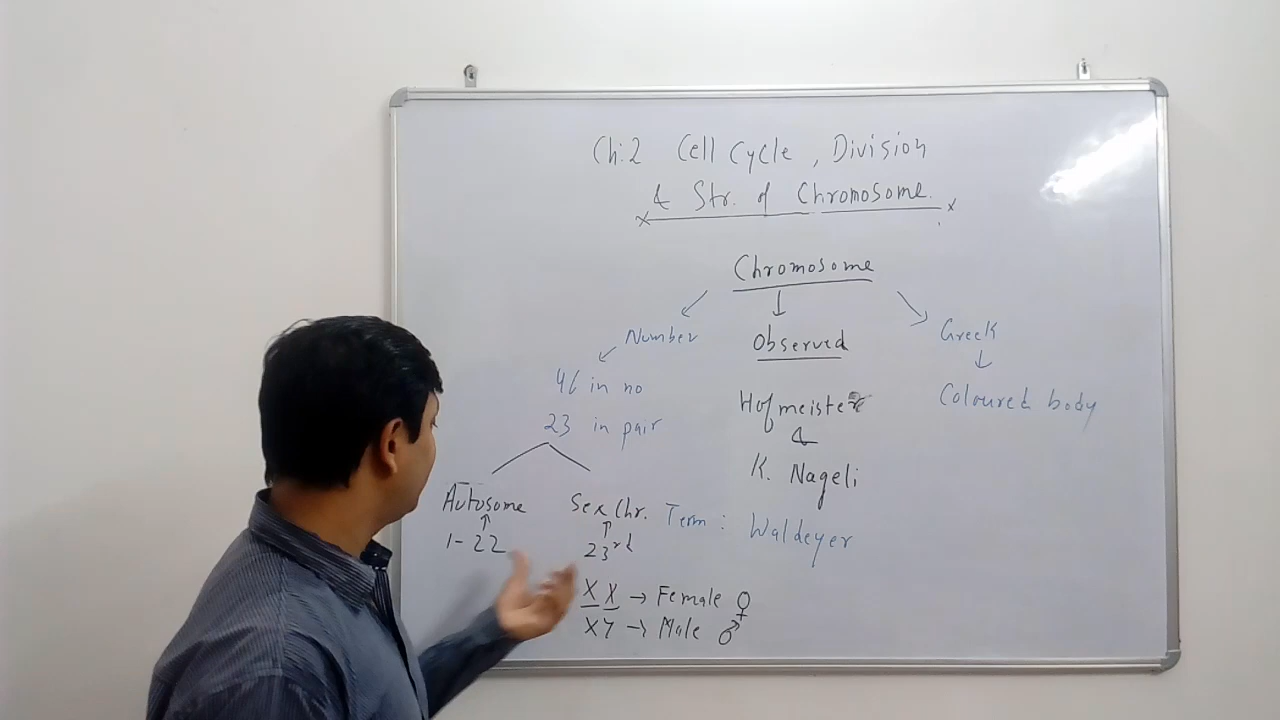 Ch:2 Cell Cycle, Division
& Str. of Chromosome.
Chromosome
Number
46 in no
23 in pair
Autosome
1-22
Sex Chr.
23rd
XX → Female ♀
XY → Male ♂
Observed
Hofmeister
&
K. Nageli
Term : Waldeyer
Greek
Coloured body